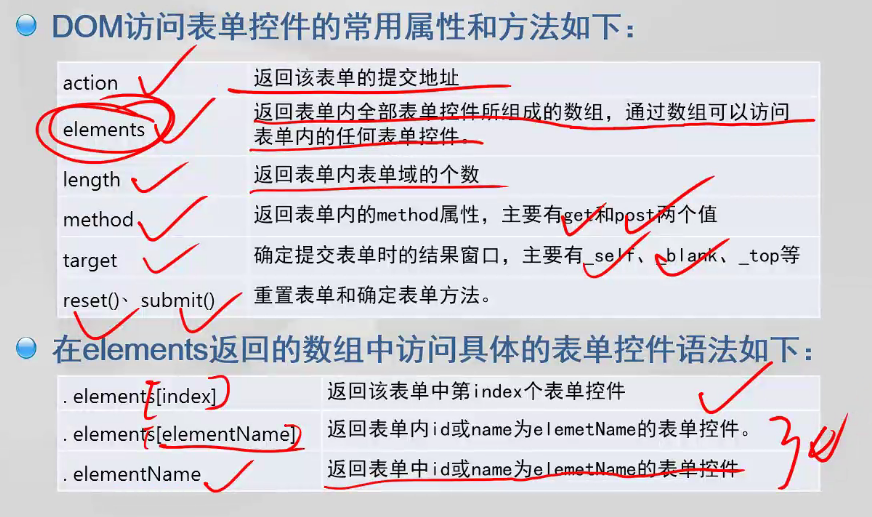 DOM访问表单控件的常用属性和方法如下：
action 返回该表单的提交地址
elements 返回表单内全部表单控件所组成的数组，通过数组可以访问
表单内的任何表单控件。
length 返回表单内表单域的个数
method 返回表单内的method属性，主要有get和post两个值
target 确定提交表单时的结果窗口，主要有_self、_blank、_top等
reset()、submit() 重置表单和确定表单方法。
在elements返回的数组中访问具体的表单控件语法如下：
. elements[index] 返回该表单中第index个表单控件
. elements[elementName] 返回表单内id或name为elemetName的表单控件。
. elementName 返回表单中id或name为elemetName的表单控件